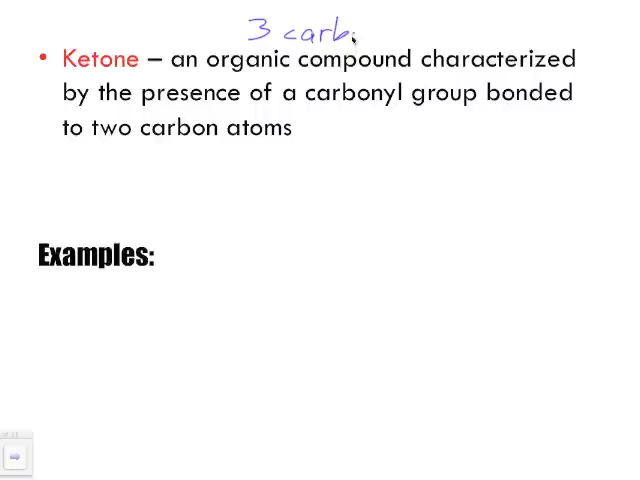 3 carb
• Ketone – an organic compound characterized
by the presence of a carbonyl group bonded
to two carbon atoms
Examples: